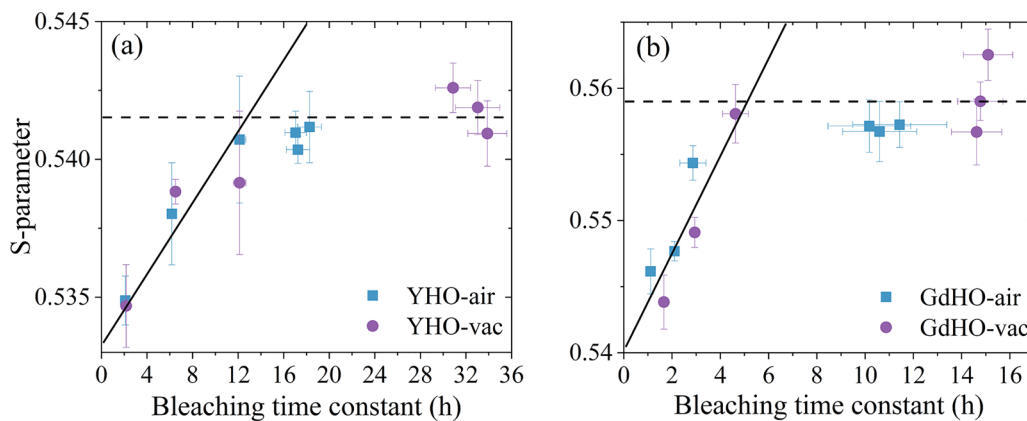 (a)
0.545
0.540
0.535
S-parameter
YHO-air
YHO-vac
0 4 8 12 16 20 24 28 32 36
Bleaching time constant (h)
(b)
0.56
0.55
0.54
GdHO-air
GdHO-vac
0 2 4 6 8 10 12 14 16
Bleaching time constant (h)